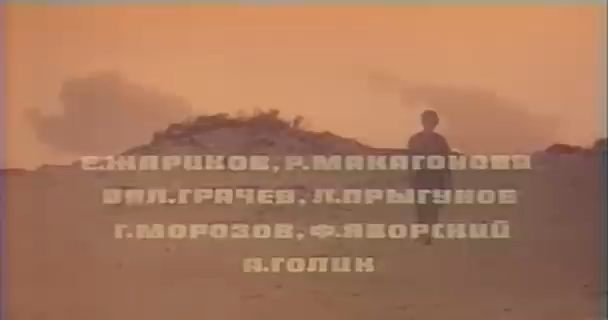 Е.ЖАРИКОВ, Р.МАКАГОНОВА
ВАЛ.ГРАЧЕВ, Л.ПРЫГУНОВ
Г.МОРОЗОВ, Ф.ЯВОРСКИЙ
А.ГОЛИК